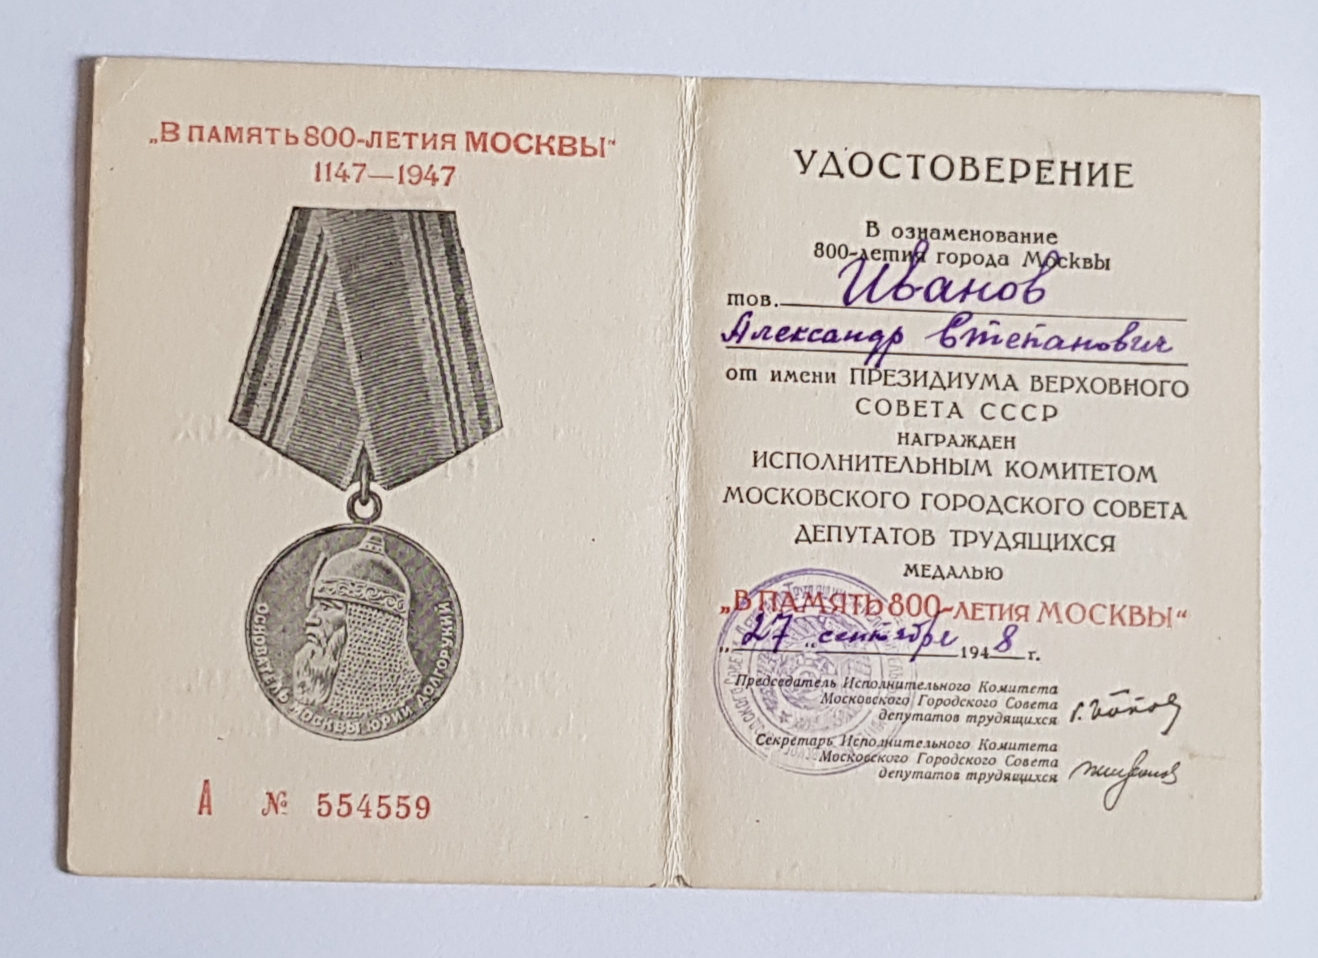 „В ПАМЯТЬ 800-ЛЕТИЯ МОСКВЫ“
1147—1947
ОСНОВАТЕЛЬ МОСКВЫ ЮРИЙ ДОЛГОРУКИЙ
А № 554559
УДОСТОВЕРЕНИЕ
В ознаменование
800-летия города Москвы
тов. Иванов
Александр Степанович
от имени ПРЕЗИДИУМА ВЕРХОВНОГО
СОВЕТА СССР
НАГРАЖДЕН
ИСПОЛНИТЕЛЬНЫМ КОМИТЕТОМ
МОСКОВСКОГО ГОРОДСКОГО СОВЕТА
ДЕПУТАТОВ ТРУДЯЩИХСЯ
МЕДАЛЬЮ
„В ПАМЯТЬ 800-ЛЕТИЯ МОСКВЫ“
„27„ сентября 1948 г.
Председатель Исполнительного Комитета
Московского Городского Совета
депутатов трудящихся
Г. Попов
Секретарь Исполнительного Комитета
Московского Городского Совета
депутатов трудящихся